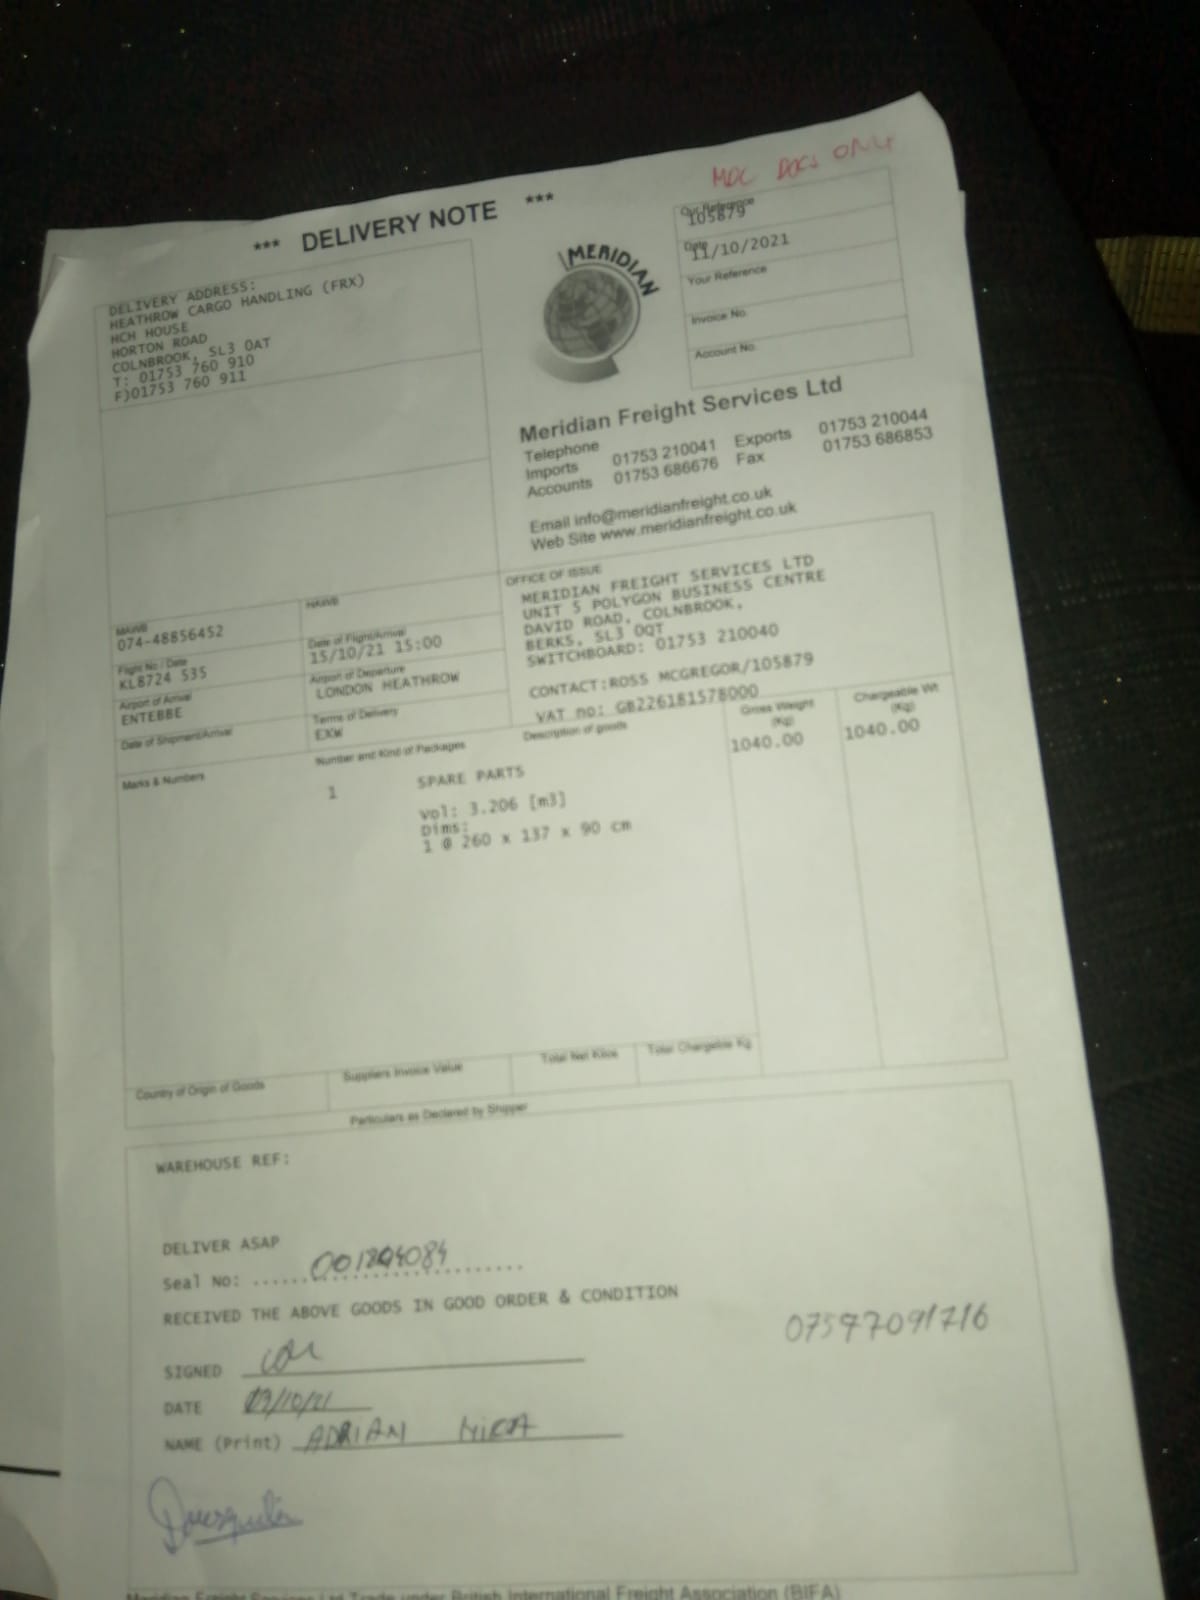 MDC DOCS ONLY
*** DELIVERY NOTE ***
DELIVERY ADDRESS:
HEATHROW CARGO HANDLING (FRX)
HCH HOUSE
HORTON ROAD
COLNBROOK, SL3 0AT
T: 01753 760 910
F)01753 760 911
MERIDIAN
Our Reference
105879
Date
11/10/2021
Your Reference
Invoice No.
Account No.
Meridian Freight Services Ltd
Telephone
Imports 01753 210041 Exports 01753 210044
Accounts 01753 686676 Fax 01753 686853
Email info@meridianfreight.co.uk
Web Site www.meridianfreight.co.uk
MAWB
074-48856452
HAWB
Flight No / Date
KL8724 535
Date of Flight/Arrival
15/10/21 15:00
Airport of Arrival
ENTEBBE
Airport of Departure
LONDON HEATHROW
Date of Shipment/Arrival
Terms of Delivery
EXW
OFFICE OF ISSUE
MERIDIAN FREIGHT SERVICES LTD
UNIT 5 POLYGON BUSINESS CENTRE
DAVID ROAD, COLNBROOK,
BERKS, SL3 0QT
SWITCHBOARD: 01753 210040
CONTACT:ROSS MCGREGOR/105879
VAT no: GB226181578000
Marks & Numbers
Number and Kind of Packages
Description of goods
Gross Weight
(Kg)
Chargeable Wt
(Kg)
1040.00 1040.00
1 SPARE PARTS
Vol: 3.206 [m3]
Dims:
1 @ 260 x 137 x 90 cm
Country of Origin of Goods
Suppliers Invoice Value
Total Net Kilos
Total Chargeable Kg
Particulars as Declared by Shipper
WAREHOUSE REF:
DELIVER ASAP
Seal No:
RECEIVED THE ABOVE GOODS IN GOOD ORDER & CONDITION
07597091716
SIGNED
DATE
NAME (Print) ADRIAN
Meridian Freight Services Ltd Trade under British International Freight Association (BIFA)